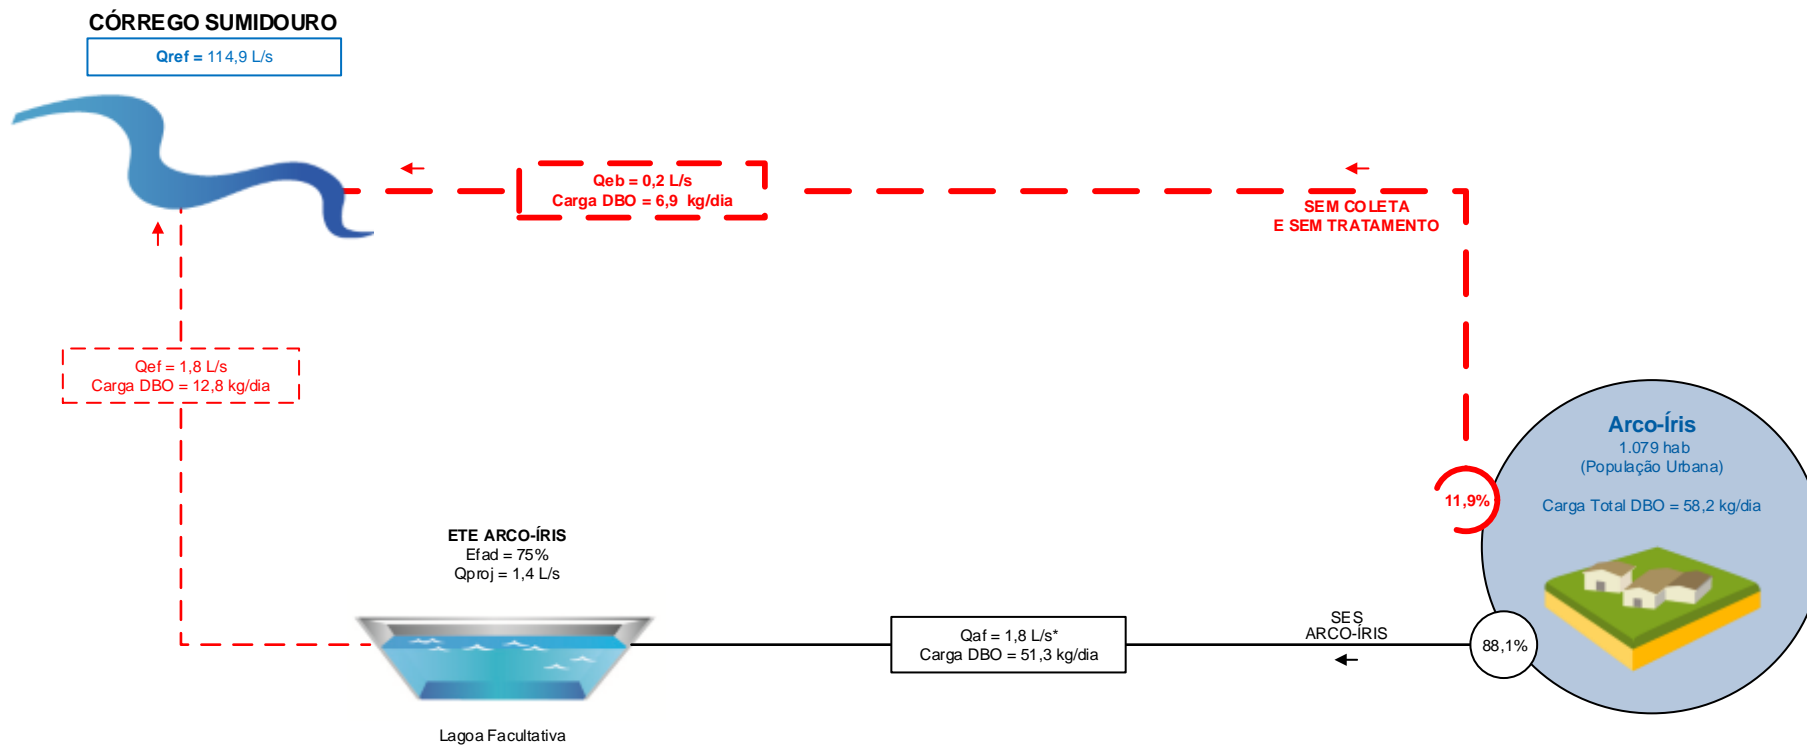 CÓRREGO SUMIDOURO
Qref = 114,9 L/s
Qeb = 0,2 L/s
Carga DBO = 6,9 kg/dia
SEM COLETA
E SEM TRATAMENTO
Qef = 1,8 L/s
Carga DBO = 12,8 kg/dia
Arco-Íris
1.079 hab
(População Urbana)
Carga Total DBO = 58,2 kg/dia
11,9%
ETE ARCO-ÍRIS
Efad = 75%
Qproj = 1,4 L/s
SES
ARCO-ÍRIS
Qaf = 1,8 L/s*
Carga DBO = 51,3 kg/dia
88,1%
Lagoa Facultativa